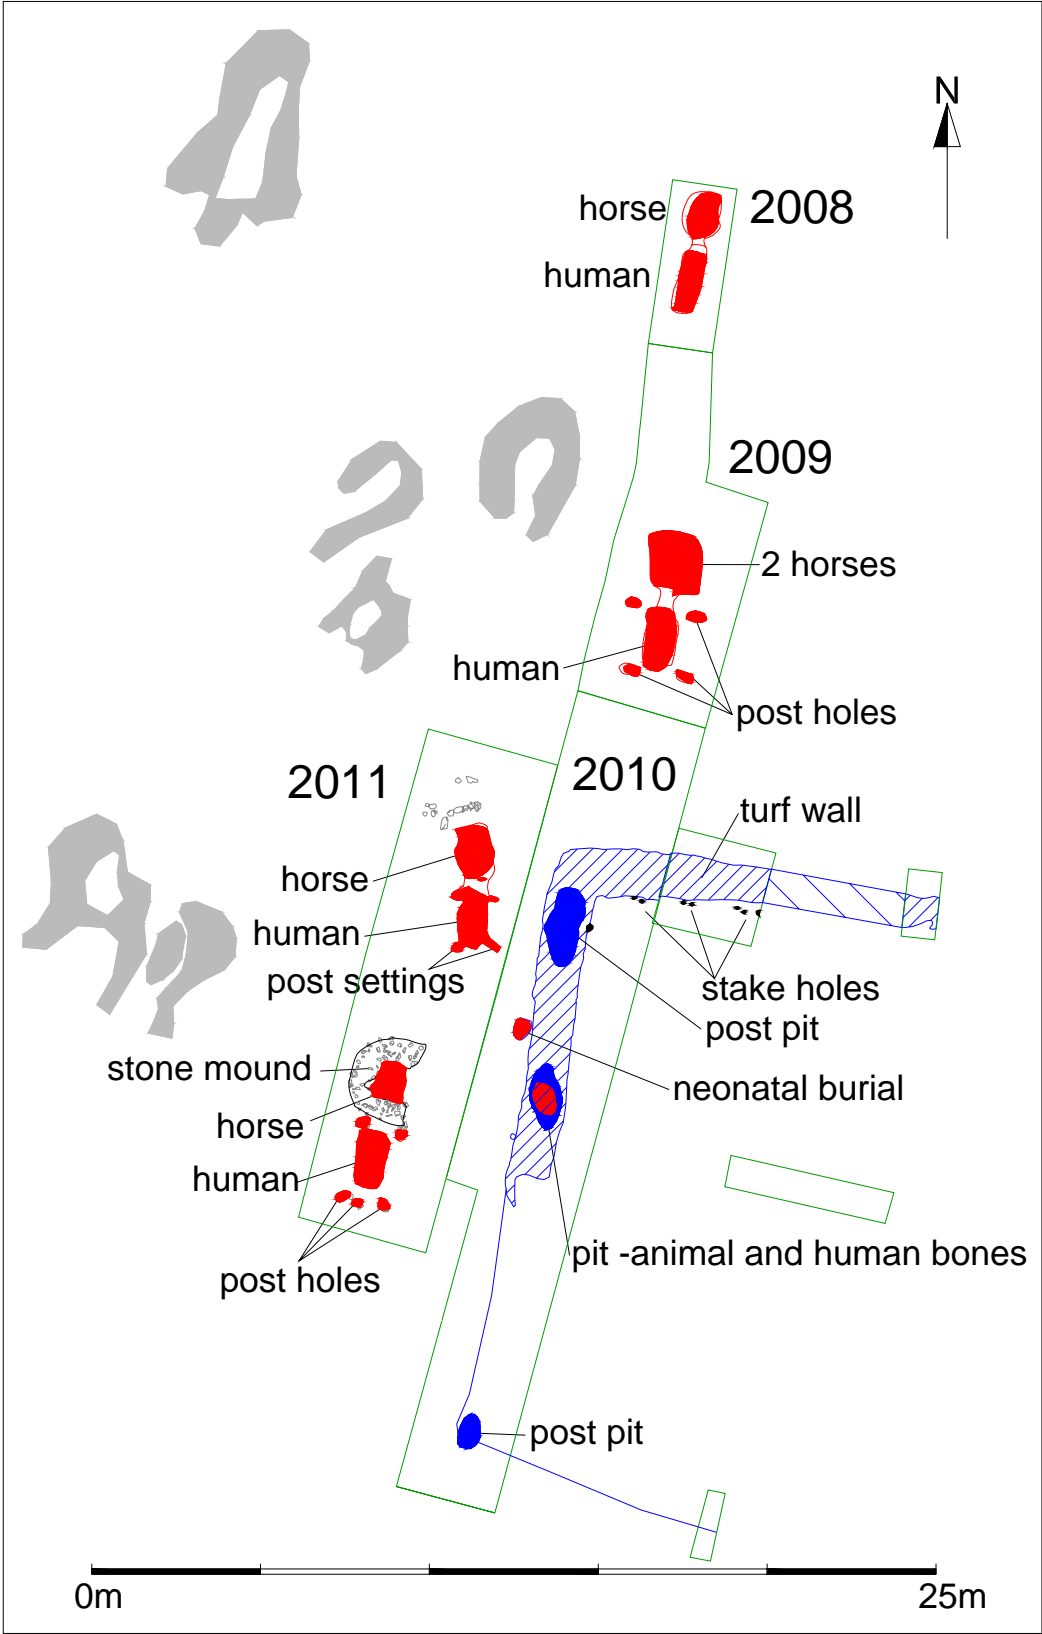 N
horse
2008
human
2009
2 horses
human
post holes
2011
2010
turf wall
horse
human
post settings
stake holes
post pit
stone mound
neonatal burial
horse
human
pit -animal and human bones
post holes
post pit
0m
25m